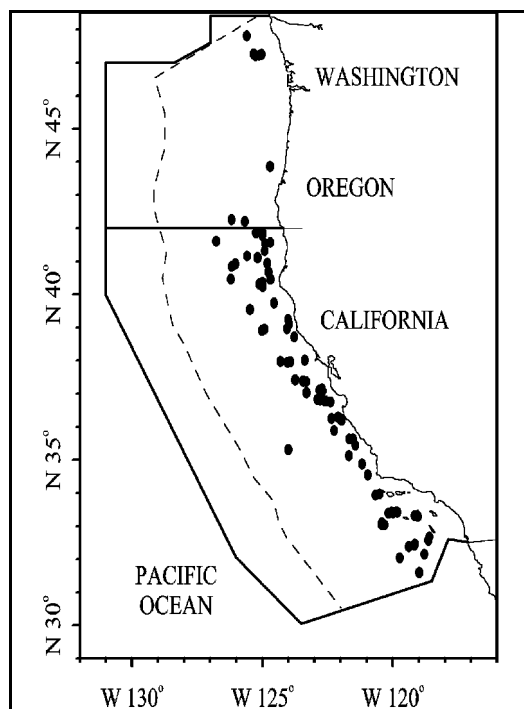 WASHINGTON
N 45°
OREGON
N 40°
CALIFORNIA
N 35°
PACIFIC
OCEAN
N 30°
W 130° W 125° W 120°